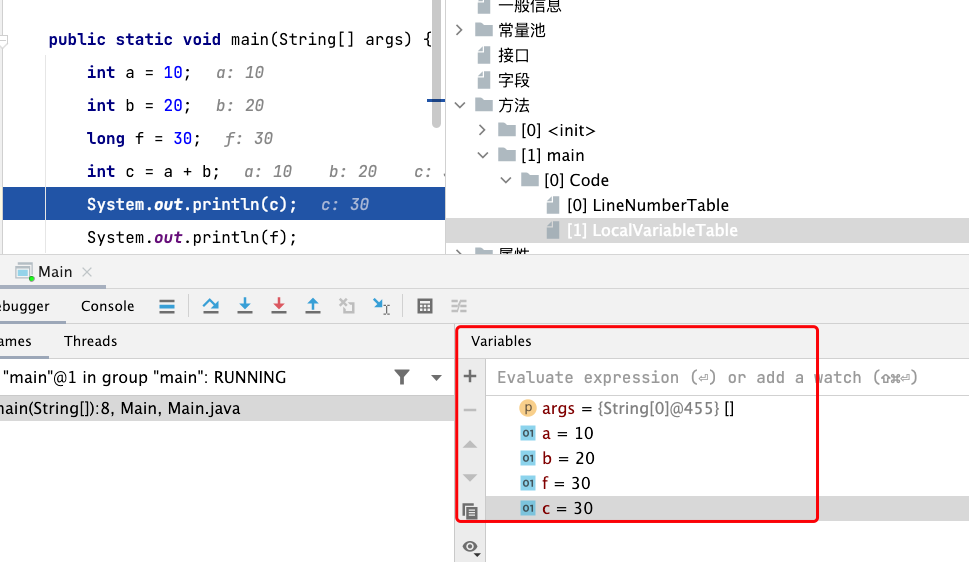 一般信息
public static void main(String[] args) {
int a = 10; a: 10
int b = 20; b: 20
long f = 30; f: 30
int c = a + b; a: 10 b: 20 c:
System.out.println(c); c: 30
System.out.println(f);
常量池
接口
字段
方法
[0] <init>
[1] main
[0] Code
[0] LineNumberTable
[1] LocalVariableTable
属性
Main
ebugger Console
ames Threads
"main"@1 in group "main": RUNNING
main(String[]):8, Main, Main.java
Variables
Evaluate expression (⏎) or add a watch (⇧⌘⏎)
p args = {String[0]@455} []
01 a = 10
01 b = 20
01 f = 30
01 c = 30